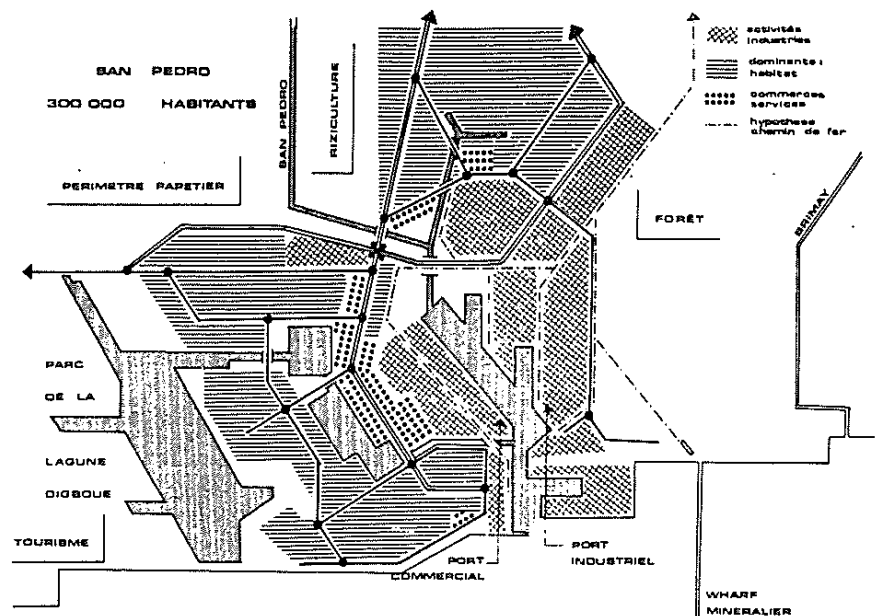 SAN PEDRO
300 000 HABITANTS
SAN PEDRO
RIZICULTURE
PERIMETRE PAPETIER
activités
industries
dominante :
habitat
commerces
services
hypothese
chemin de fer
FORÊT
BRIMAY
PARC
DE LA
LAGUNE
DIGBOUE
TOURISME
PORT
COMMERCIAL
PORT
INDUSTRIEL
WHARF
MINERALIER